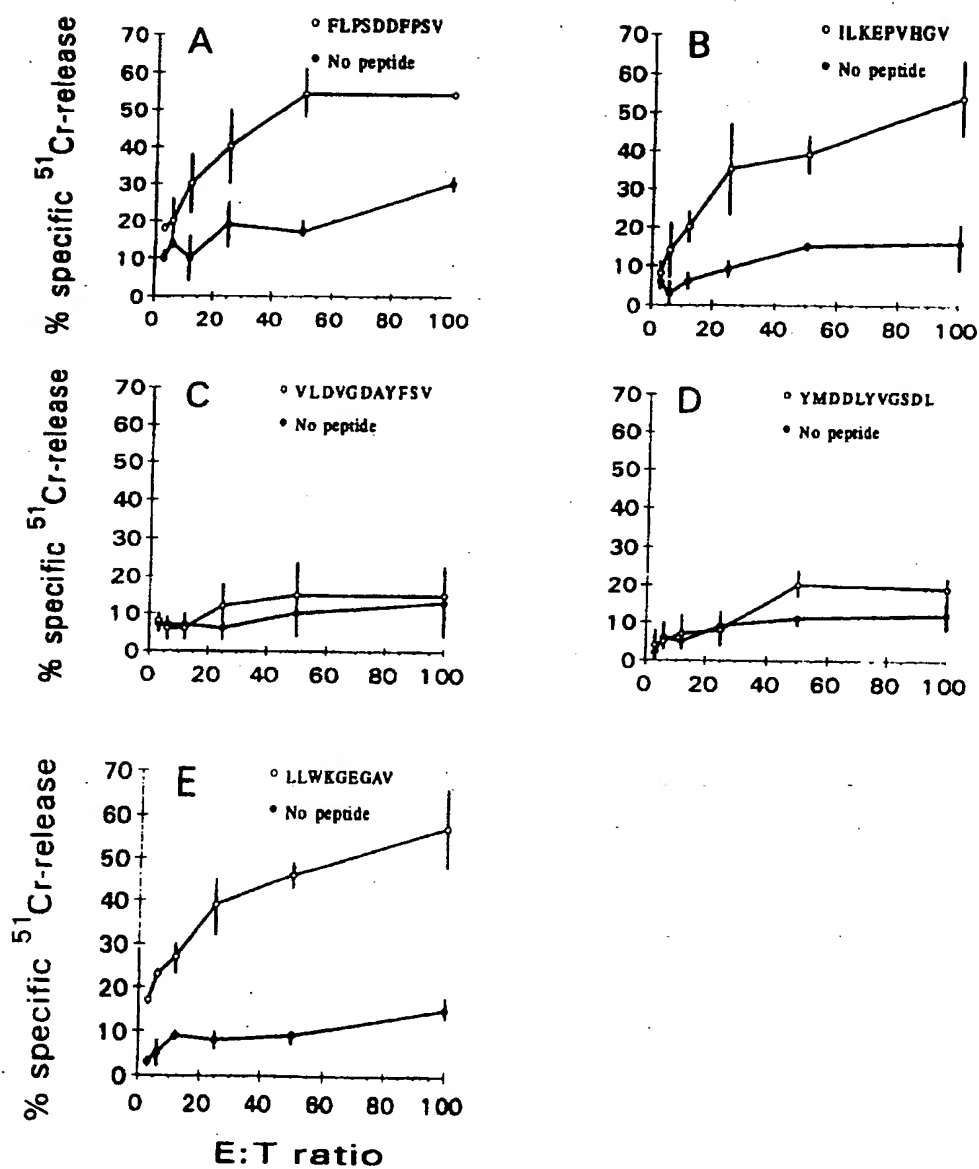 A
FLPSDDFPSV
No peptide
% specific 51Cr-release
70
60
50
40
30
20
10
0
0 20 40 60 80 100
B
ILKEPVHGV
No peptide
70
60
50
40
30
20
10
0
0 20 40 60 80 100
C
VLDVGDAYFSV
No peptide
% specific 51Cr-release
70
60
50
40
30
20
10
0
0 20 40 60 80 100
D
YMDDLYVGSDL
No peptide
70
60
50
40
30
20
10
0
0 20 40 60 80 100
E
LLWKGEGAV
No peptide
% specific 51Cr-release
70
60
50
40
30
20
10
0
0 20 40 60 80 100
E:T ratio